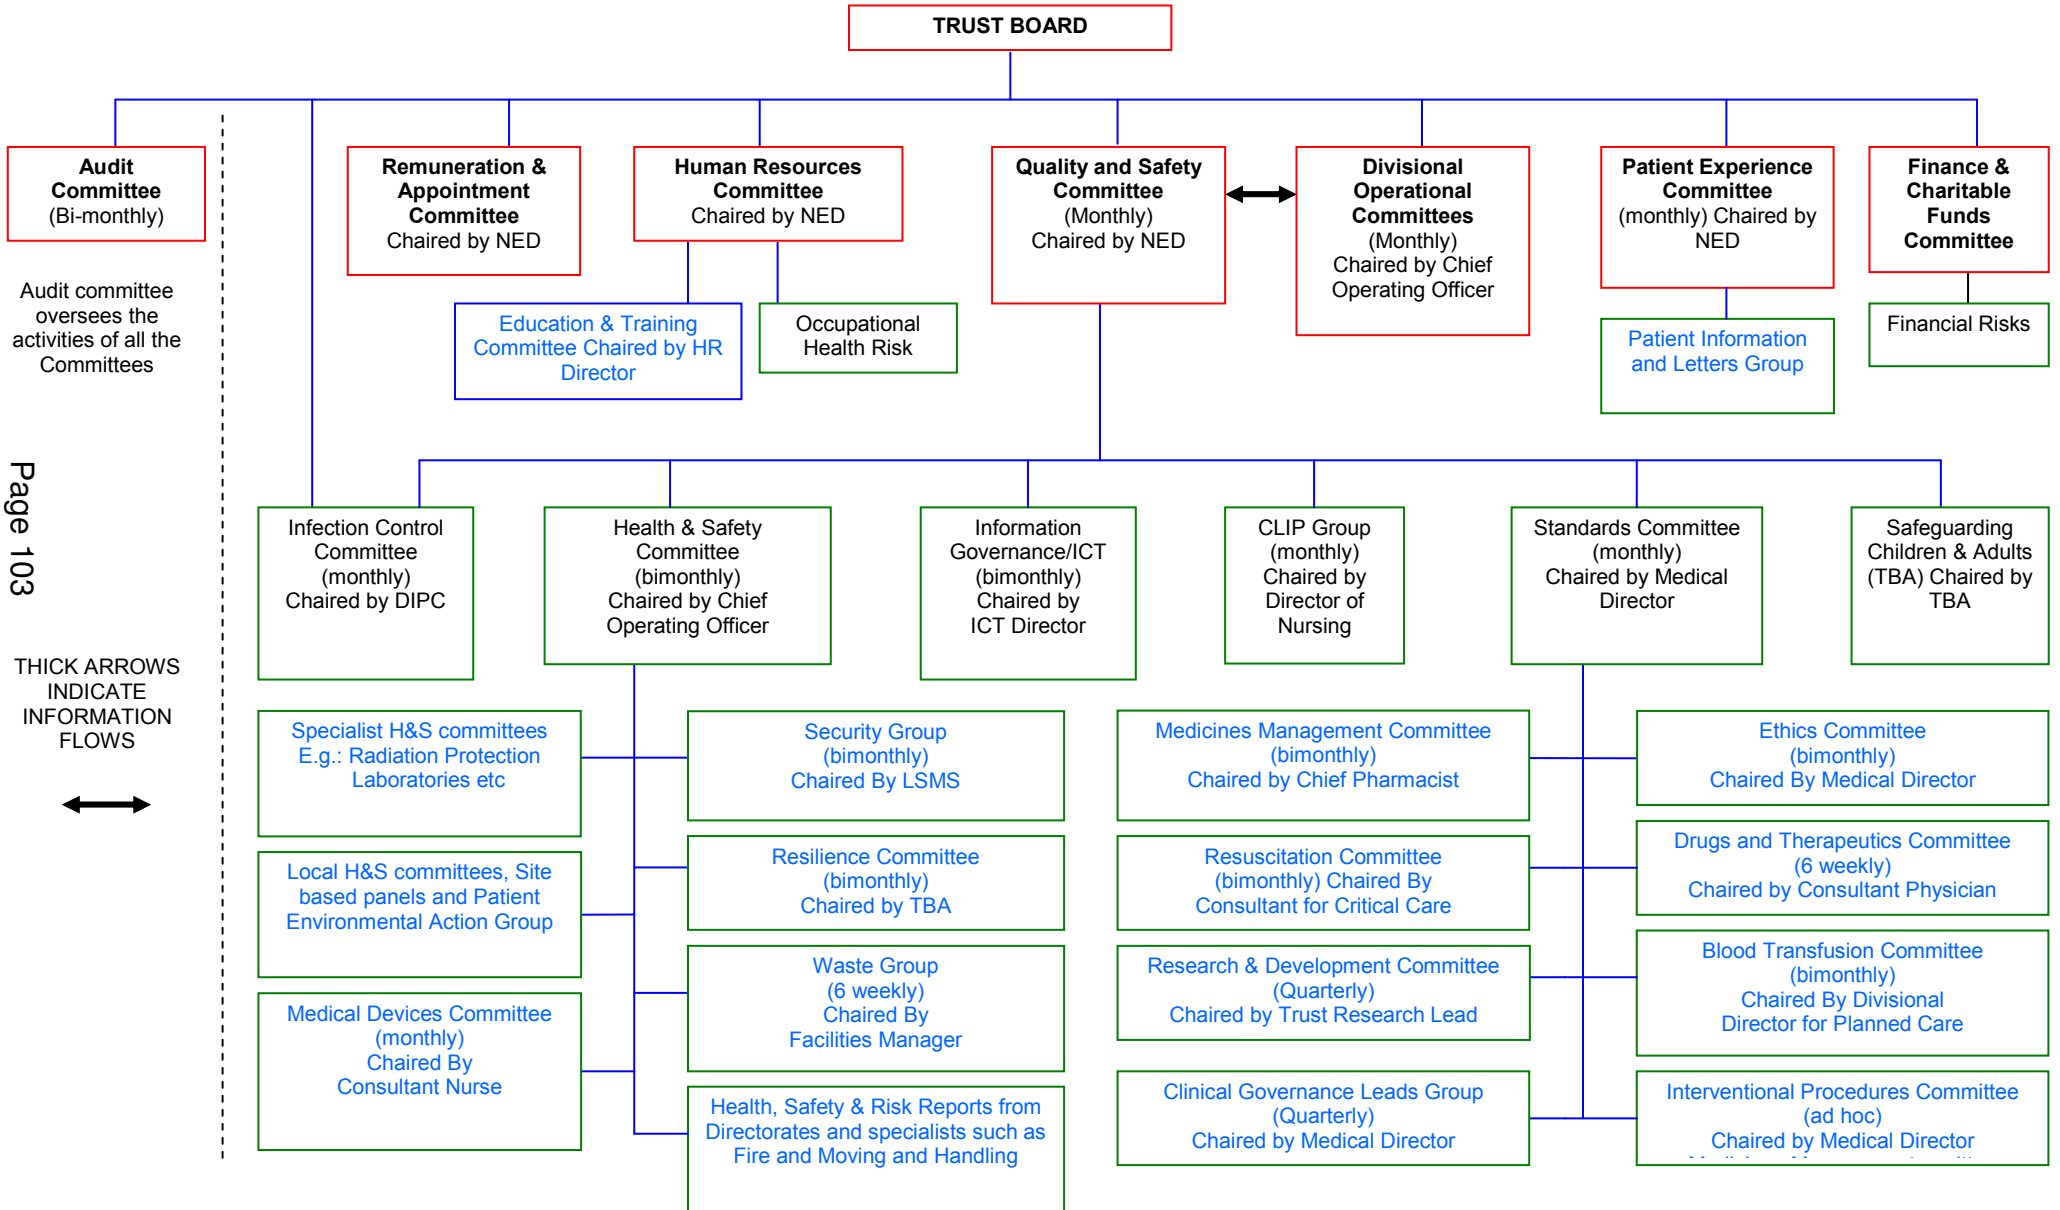 TRUST BOARD
Audit
Committee
(Bi-monthly)
Remuneration &
Appointment
Committee
Chaired by NED
Human Resources
Committee
Chaired by NED
Quality and Safety
Committee
(Monthly)
Chaired by NED
Divisional
Operational
Committees
(Monthly)
Chaired by Chief
Operating Officer
Patient Experience
Committee
(monthly) Chaired by
NED
Finance &
Charitable
Funds
Committee
Audit committee
oversees the
activities of all the
Committees
Education & Training
Committee Chaired by HR
Director
Occupational
Health Risk
Patient Information
and Letters Group
Financial Risks
Page 103
Infection Control
Committee
(monthly)
Chaired by DIPC
Health & Safety
Committee
(bimonthly)
Chaired by Chief
Operating Officer
Information
Governance/ICT
(bimonthly)
Chaired by
ICT Director
CLIP Group
(monthly)
Chaired by
Director of
Nursing
Standards Committee
(monthly)
Chaired by Medical
Director
Safeguarding
Children & Adults
(TBA) Chaired by
TBA
THICK ARROWS
INDICATE
INFORMATION
FLOWS
Specialist H&S committees
E.g.: Radiation Protection
Laboratories etc
Security Group
(bimonthly)
Chaired By LSMS
Medicines Management Committee
(bimonthly)
Chaired by Chief Pharmacist
Ethics Committee
(bimonthly)
Chaired By Medical Director
Local H&S committees, Site
based panels and Patient
Environmental Action Group
Resilience Committee
(bimonthly)
Chaired by TBA
Resuscitation Committee
(bimonthly) Chaired By
Consultant for Critical Care
Drugs and Therapeutics Committee
(6 weekly)
Chaired by Consultant Physician
Medical Devices Committee
(monthly)
Chaired By
Consultant Nurse
Waste Group
(6 weekly)
Chaired By
Facilities Manager
Research & Development Committee
(Quarterly)
Chaired by Trust Research Lead
Blood Transfusion Committee
(bimonthly)
Chaired By Divisional
Director for Planned Care
Health, Safety & Risk Reports from
Directorates and specialists such as
Fire and Moving and Handling
Clinical Governance Leads Group
(Quarterly)
Chaired by Medical Director
Interventional Procedures Committee
(ad hoc)
Chaired by Medical Director